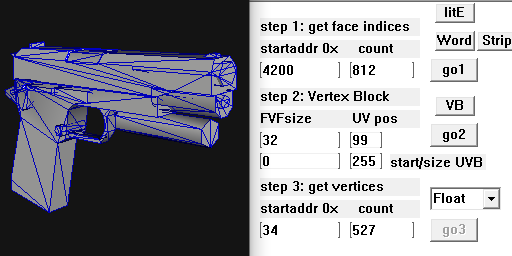 litE
step 1: get face indices
Word Strip
startaddr 0x count
4200 812 go1
step 2: Vertex Block
VB
FVFsize UV pos
32 99 go2
0 255 start/size UVB
step 3: get vertices
Float
startaddr 0x count
34 527 go3